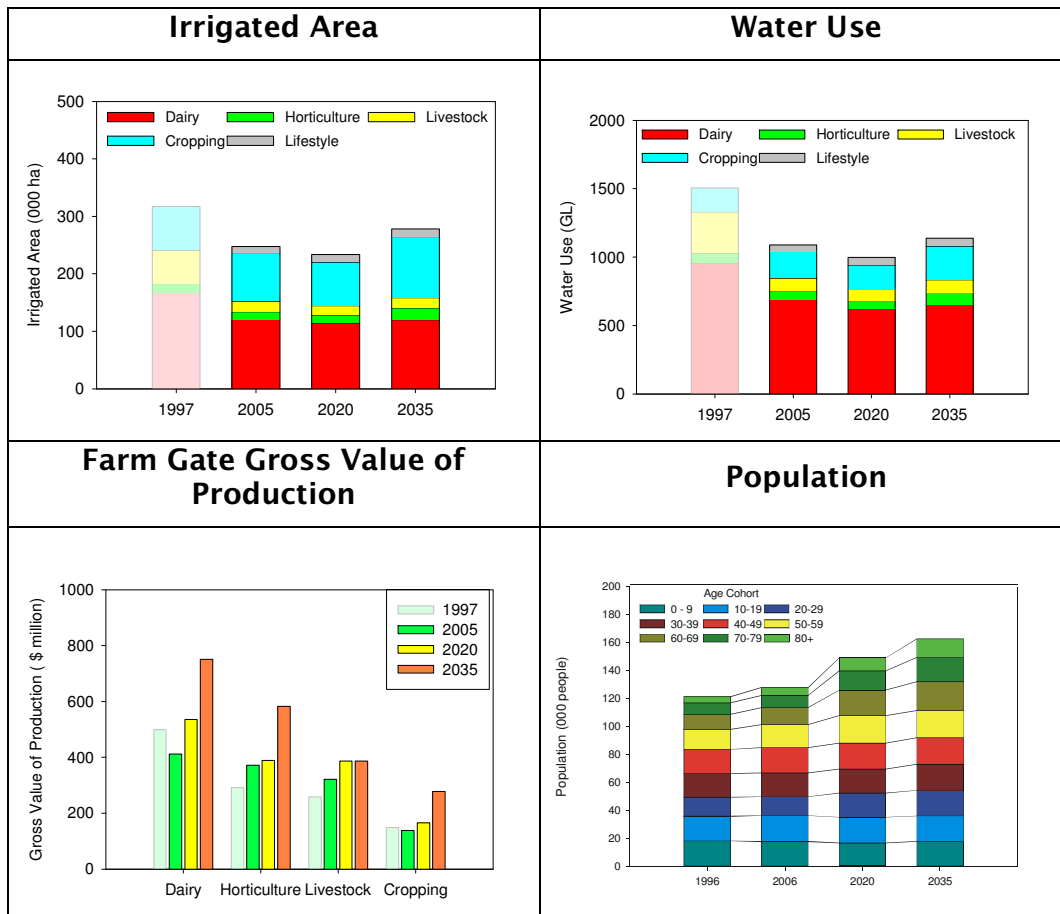 Irrigated Area
Water Use
500
400
300
200
100
0
Irrigated Area (000 ha)
Dairy Horticulture Livestock
Cropping Lifestyle
1997 2005 2020 2035
2000
1500
1000
500
0
Water Use (GL)
Dairy Horticulture Livestock
Cropping Lifestyle
1997 2005 2020 2035
Farm Gate Gross Value of
Production
Population
1000
800
600
400
200
0
Gross Value of Production ( $ million)
1997
2005
2020
2035
Dairy Horticulture Livestock Cropping
200
180
160
140
120
100
80
60
40
20
0
Population (000 people)
Age Cohort
0 - 9 10-19 20-29
30-39 40-49 50-59
60-69 70-79 80+
1996 2006 2020 2035